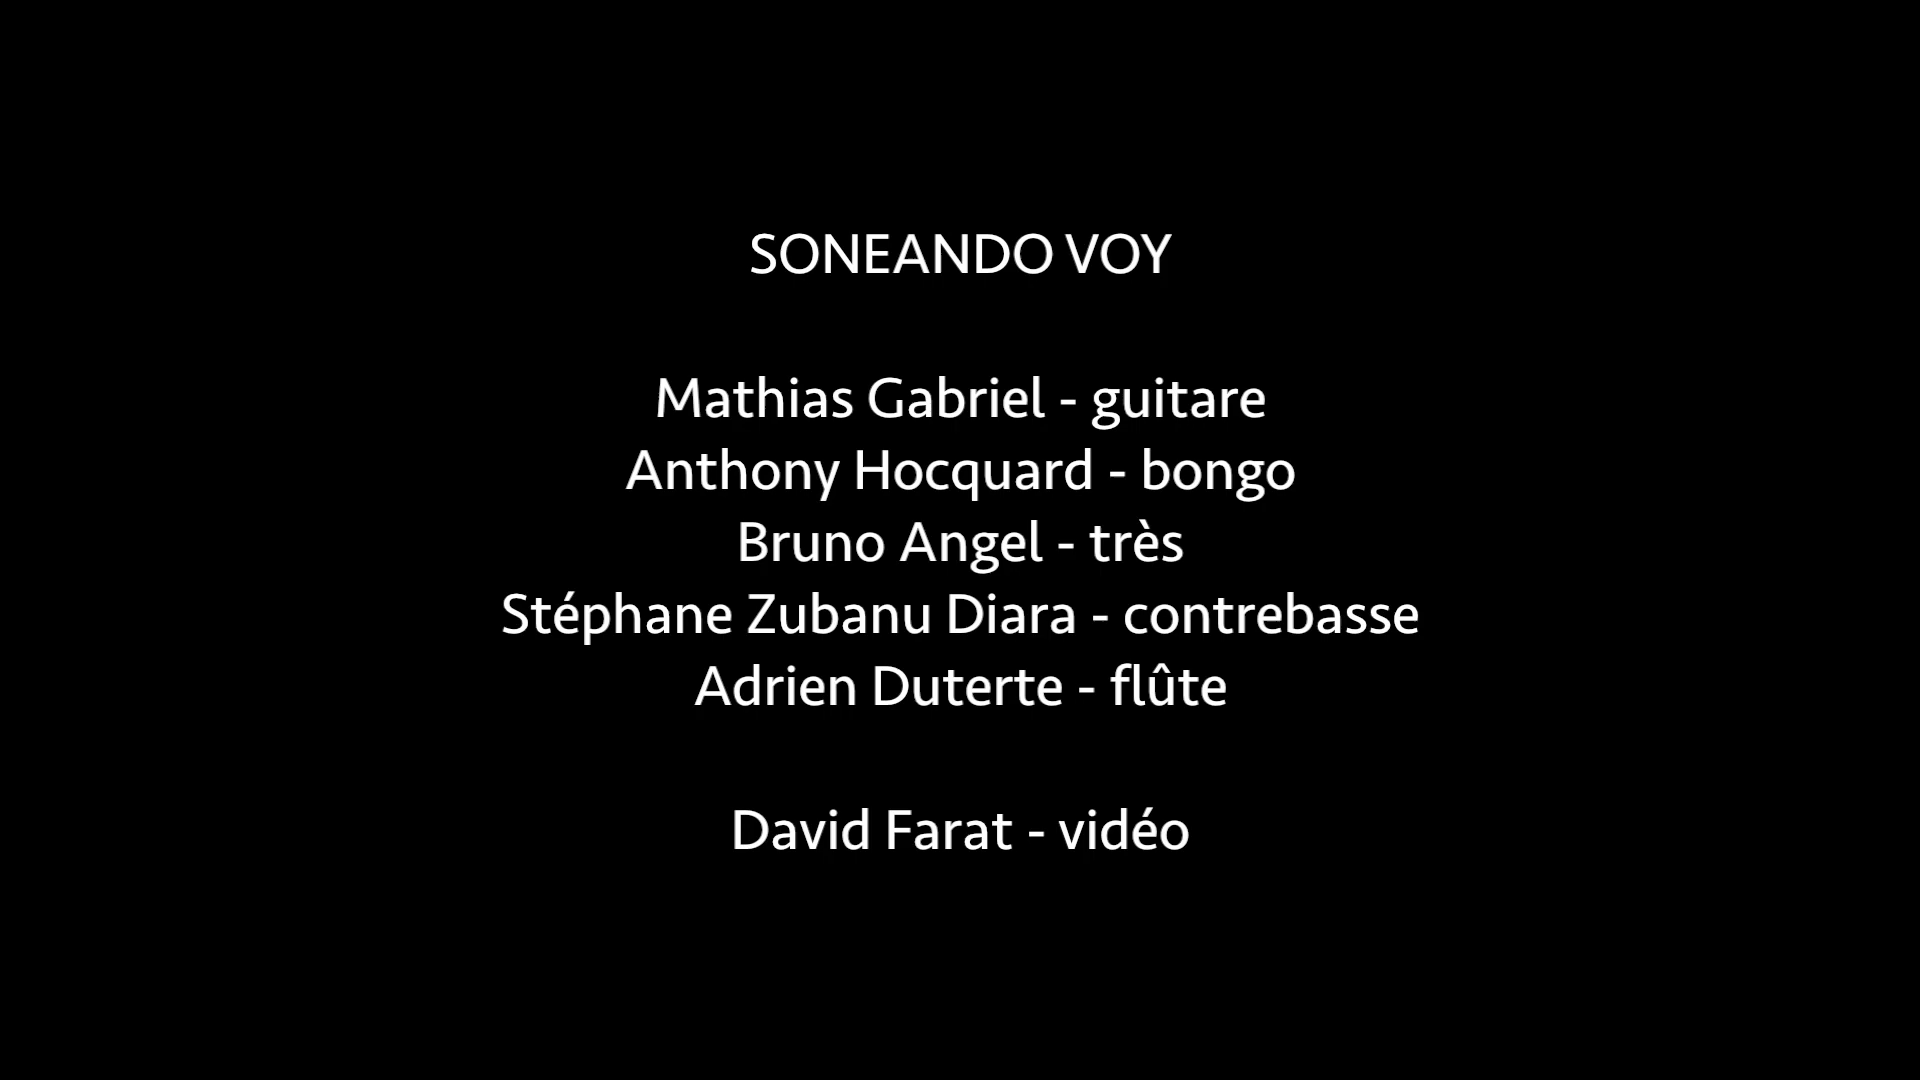 SONEANDO VOY
Mathias Gabriel - guitare
Anthony Hocquard - bongo
Bruno Angel - très
Stéphane Zubanu Diara - contrebasse
Adrien Duterte - flûte
David Farat - vidéo